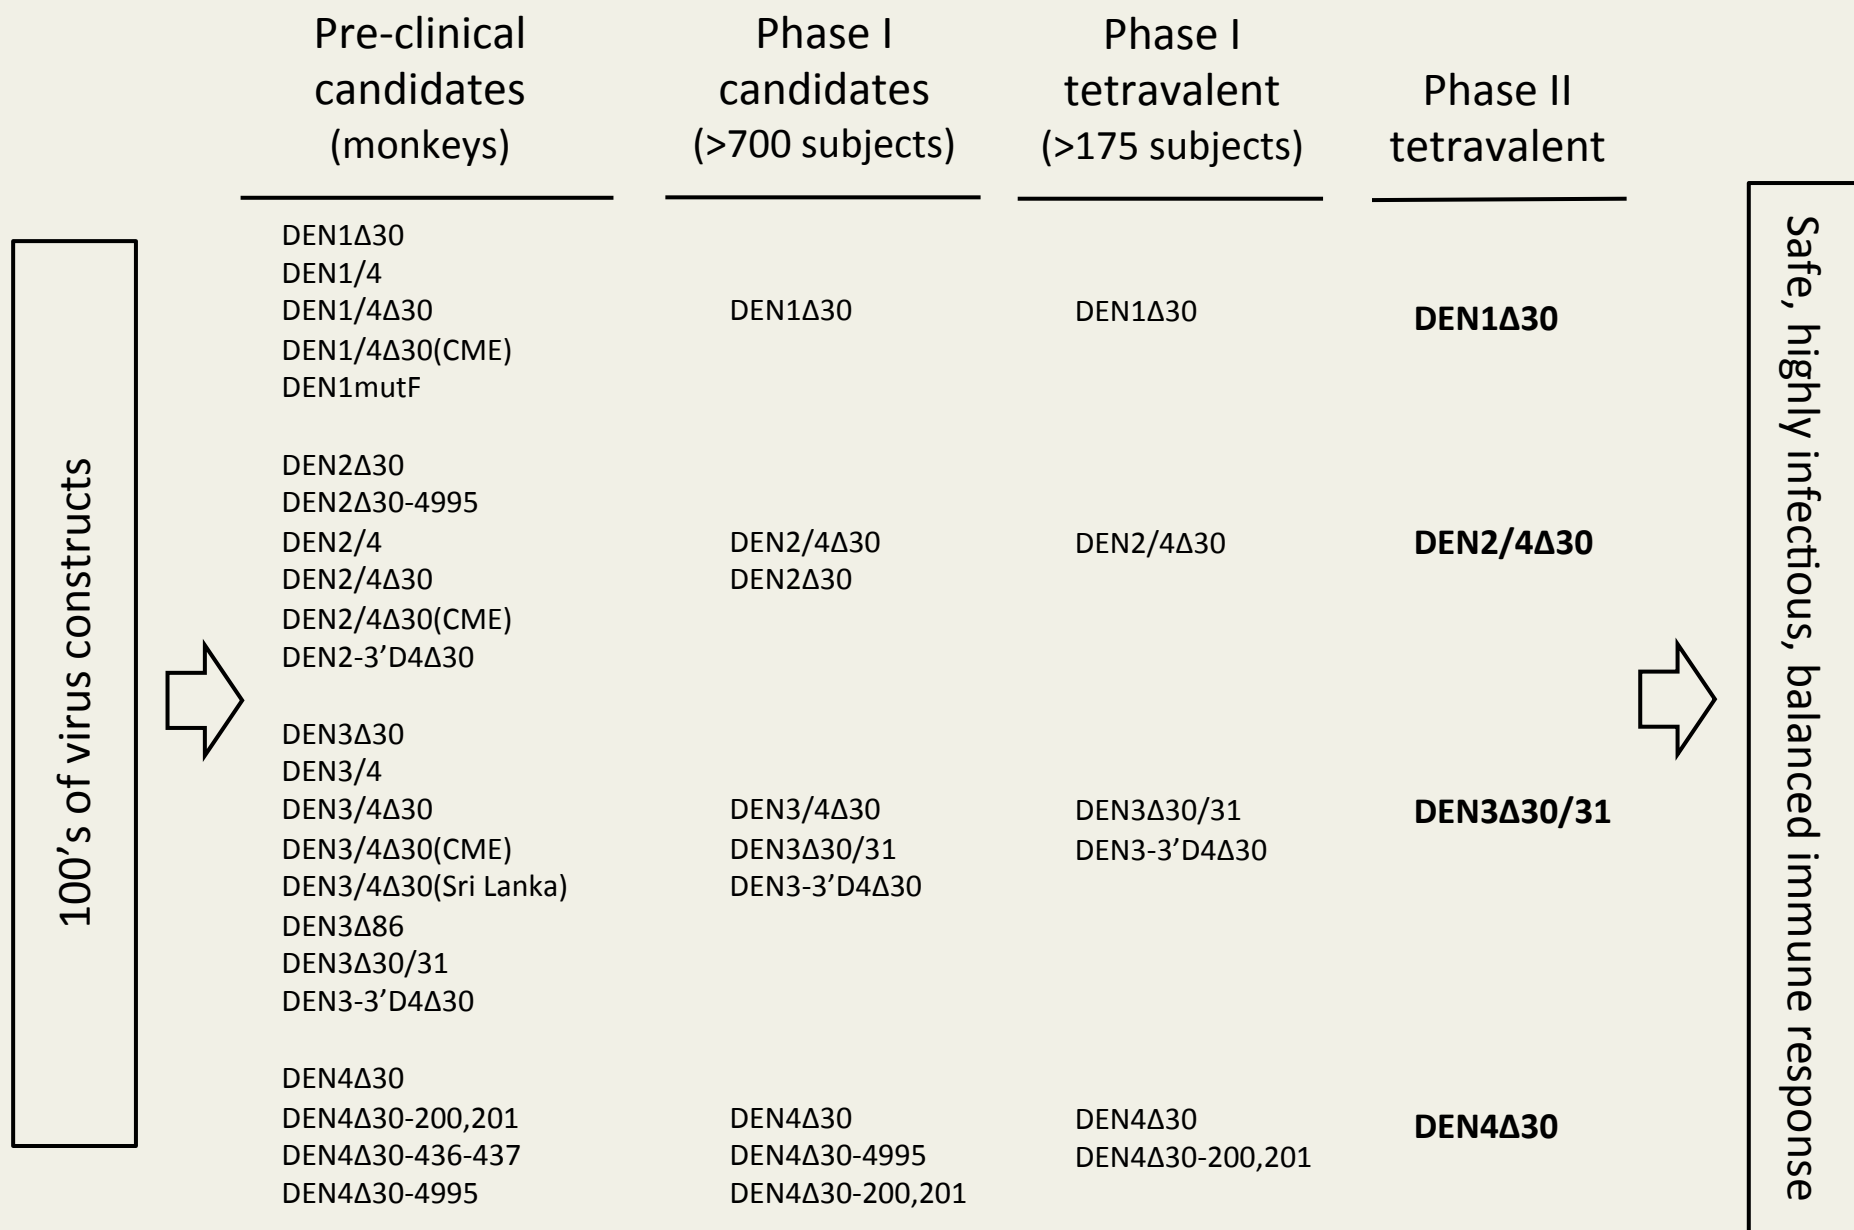 Pre-clinical
candidates
(monkeys)
Phase I
candidates
(>700 subjects)
Phase I
tetravalent
(>175 subjects)
Phase II
tetravalent
100's of virus constructs
DEN1Δ30
DEN1/4
DEN1/4Δ30
DEN1/4Δ30(CME)
DEN1mutF
DEN2Δ30
DEN2Δ30-4995
DEN2/4
DEN2/4Δ30
DEN2/4Δ30(CME)
DEN2-3’D4Δ30
DEN3Δ30
DEN3/4
DEN3/4Δ30
DEN3/4Δ30(CME)
DEN3/4Δ30(Sri Lanka)
DEN3Δ86
DEN3Δ30/31
DEN3-3’D4Δ30
DEN4Δ30
DEN4Δ30-200,201
DEN4Δ30-436-437
DEN4Δ30-4995
DEN1Δ30
DEN2/4Δ30
DEN2Δ30
DEN3/4Δ30
DEN3Δ30/31
DEN3-3’D4Δ30
DEN4Δ30
DEN4Δ30-4995
DEN4Δ30-200,201
DEN1Δ30
DEN2/4Δ30
DEN3Δ30/31
DEN3-3’D4Δ30
DEN4Δ30
DEN4Δ30-200,201
DEN1Δ30
DEN2/4Δ30
DEN3Δ30/31
DEN4Δ30
Safe, highly infectious, balanced immune response